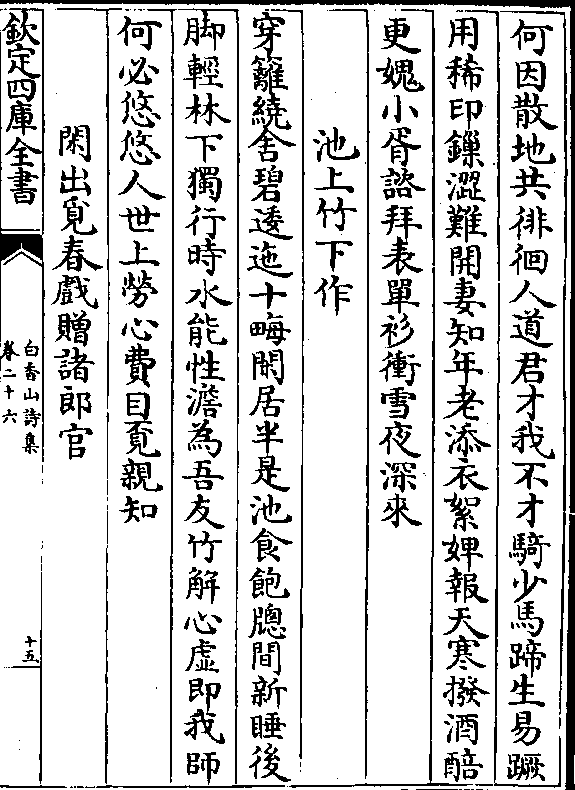 何因散地共徘徊人道君才我不才騎少馬蹄生易蹶
用稀印鏁澀難開妻知年老添衣絮婢報天寒撥酒醅
更媿小胥諮拜表單衫衝雪夜深來
池上竹下作
穿籬繞舍碧逶迤十畮閑居半是池食飽牕間新睡後
脚輕林下獨行時水能性澹為吾友竹解心虛即我師
何必悠悠人世上勞心費目覔親知
閑出覓春戲贈諸郎官
欽定四庫全書
白香山詩集
卷二十六
十五